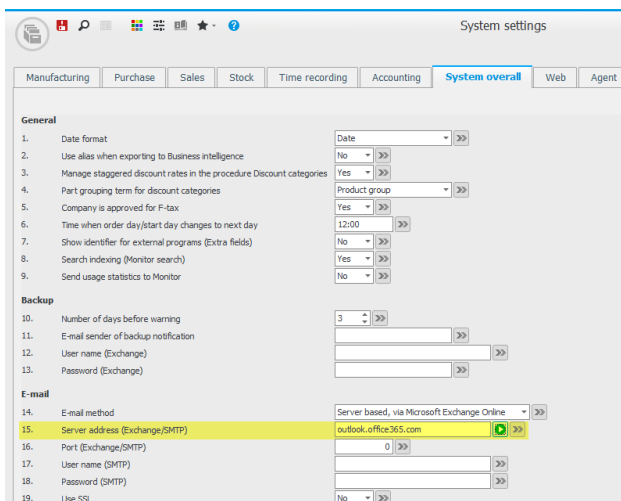 System settings
Manufacturing Purchase Sales Stock Time recording Accounting System overall Web Agent
General
1. Date format Date
2. Use alias when exporting to Business intelligence No
3. Manage staggered discount rates in the procedure Discount categories Yes
4. Part grouping term for discount categories Product group
5. Company is approved for F-tax Yes
6. Time when order day/start day changes to next day 12:00
7. Show identifier for external programs (Extra fields) No
8. Search indexing (Monitor search) Yes
9. Send usage statistics to Monitor No
Backup
10. Number of days before warning 3
11. E-mail sender of backup notification
12. User name (Exchange)
13. Password (Exchange)
E-mail
14. E-mail method Server based, via Microsoft Exchange Online
15. Server address (Exchange/SMTP) outlook.office365.com
16. Port (Exchange/SMTP) 0
17. User name (SMTP)
18. Password (SMTP)
19. Use SSL No